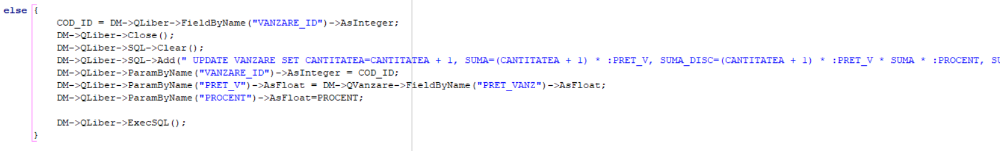 else {
COD_ID = DM->QLiber->FieldByName("VANZARE_ID")->AsInteger;
DM->QLiber->Close();
DM->QLiber->SQL->Clear();
DM->QLiber->SQL->Add(" UPDATE VANZARE SET CANTITATEA=CANTITATEA + 1, SUMA=(CANTITATEA + 1) * :PRET_V, SUMA_DISC=(CANTITATEA + 1) * :PRET_V * SUMA * :PROCENT, SU
DM->QLiber->ParamByName("VANZARE_ID")->AsInteger = COD_ID;
DM->QLiber->ParamByName("PRET_V")->AsFloat = DM->QVanzare->FieldByName("PRET_VANZ")->AsFloat;
DM->QLiber->ParamByName("PROCENT")->AsFloat=PROCENT;
DM->QLiber->ExecSQL();
}